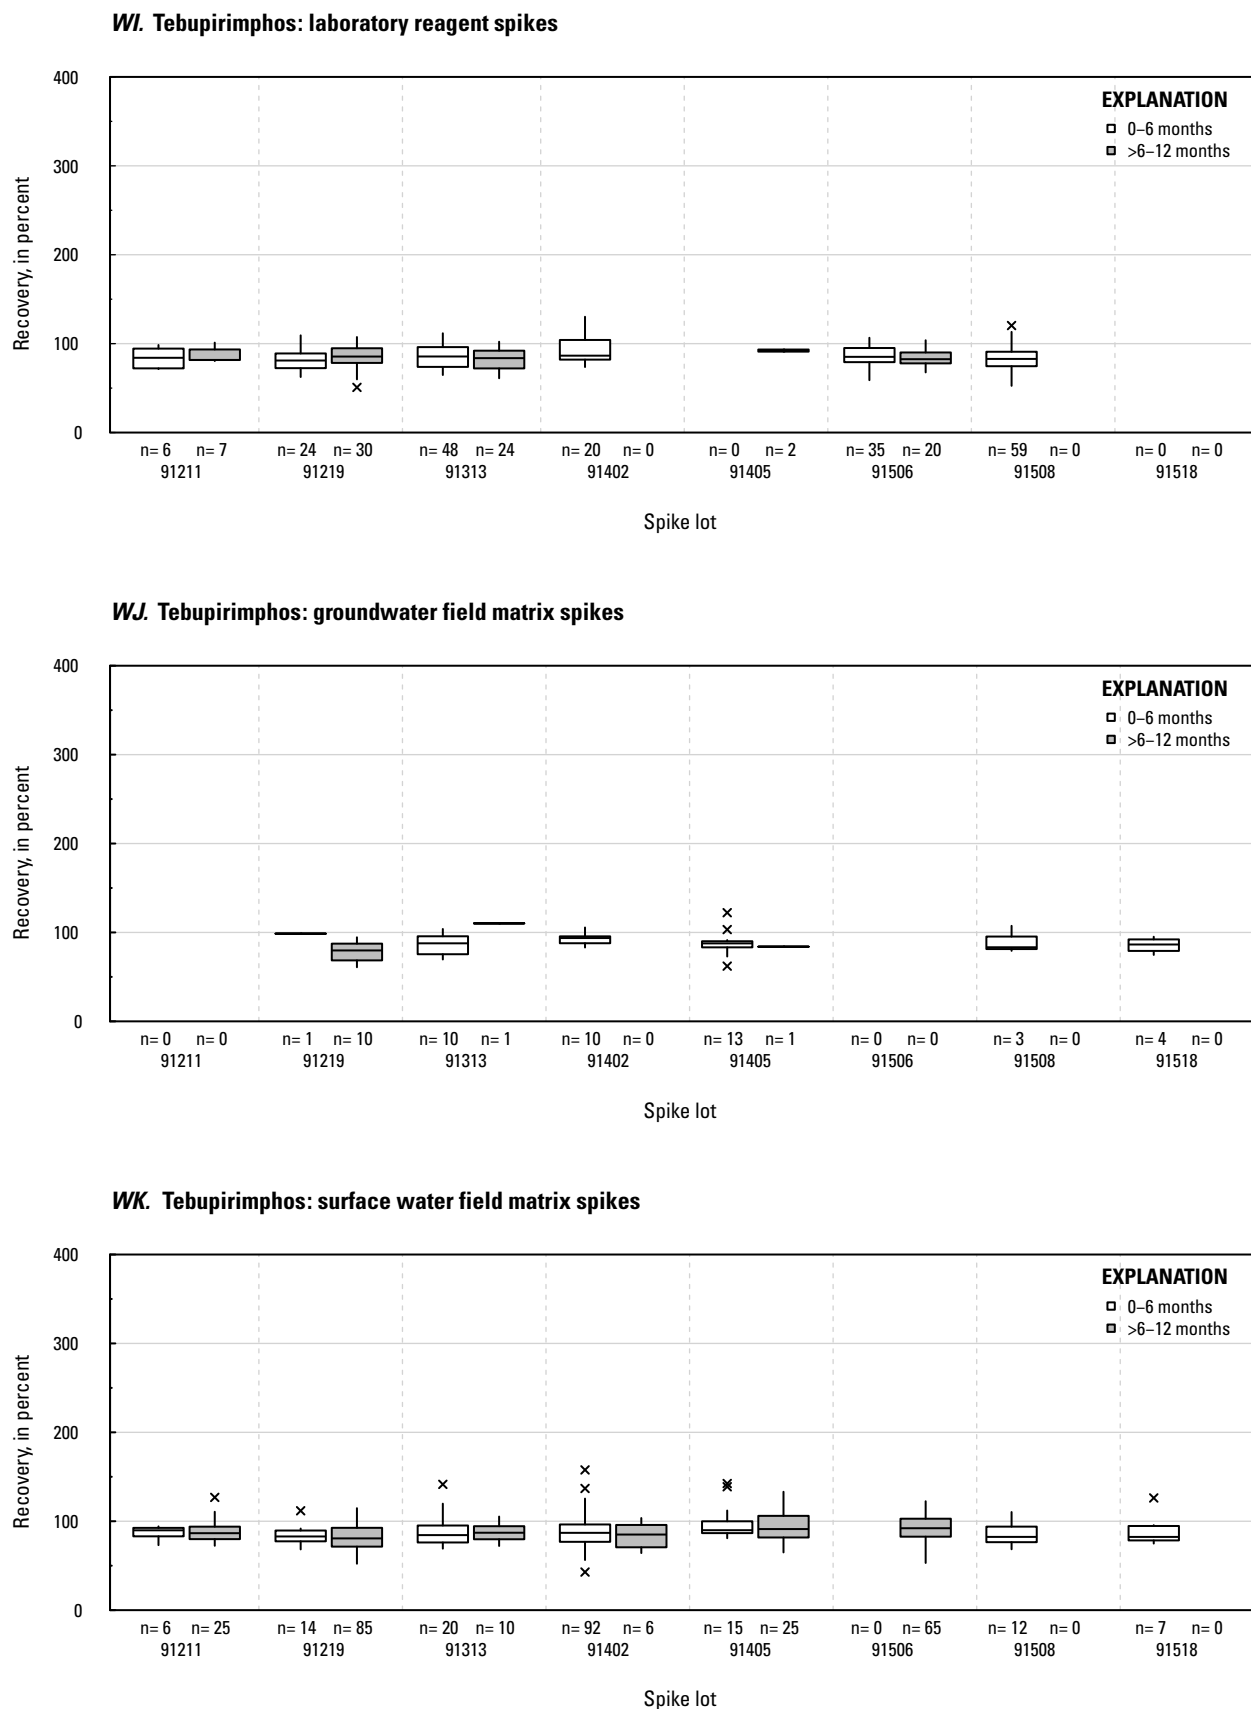 WI. Tebupirimphos: laboratory reagent spikes
400
300
200
100
0
Recovery, in percent
EXPLANATION
0–6 months
>6–12 months
n= 6 n= 7 n= 24 n= 30 n= 48 n= 24 n= 20 n= 0 n= 0 n= 2 n= 35 n= 20 n= 59 n= 0 n= 0 n= 0
91211 91219 91313 91402 91405 91506 91508 91518
Spike lot
WJ. Tebupirimphos: groundwater field matrix spikes
400
300
200
100
0
Recovery, in percent
EXPLANATION
0–6 months
>6–12 months
n= 0 n= 0 n= 1 n= 10 n= 10 n= 1 n= 10 n= 0 n= 13 n= 1 n= 0 n= 0 n= 3 n= 0 n= 4 n= 0
91211 91219 91313 91402 91405 91506 91508 91518
Spike lot
WK. Tebupirimphos: surface water field matrix spikes
400
300
200
100
0
Recovery, in percent
EXPLANATION
0–6 months
>6–12 months
n= 6 n= 25 n= 14 n= 85 n= 20 n= 10 n= 92 n= 6 n= 15 n= 25 n= 0 n= 65 n= 12 n= 0 n= 7 n= 0
91211 91219 91313 91402 91405 91506 91508 91518
Spike lot